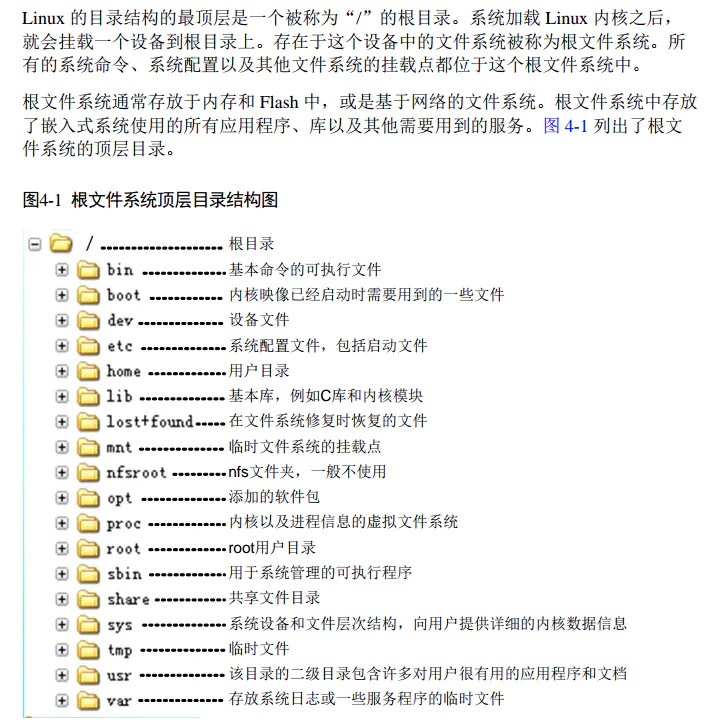 Linux 的目录结构的最顶层是一个被称为“/”的根目录。系统加载 Linux 内核之后，
就会挂载一个设备到根目录上。存在于这个设备中的文件系统被称为根文件系统。所
有的系统命令、系统配置以及其他文件系统的挂载点都位于这个根文件系统中。
根文件系统通常存放于内存和 Flash 中，或是基于网络的文件系统。根文件系统中存放
了嵌入式系统使用的所有应用程序、库以及其他需要用到的服务。图 4-1 列出了根文
件系统的顶层目录。
图4-1 根文件系统顶层目录结构图
/ 根目录
bin 基本命令的可执行文件
boot 内核映像已经启动时需要用到的一些文件
dev 设备文件
etc 系统配置文件，包括启动文件
home 用户目录
lib 基本库，例如C库和内核模块
lost+found 在文件系统修复时恢复的文件
mnt 临时文件系统的挂载点
nfsroot nfs文件夹，一般不使用
opt 添加的软件包
proc 内核以及进程信息的虚拟文件系统
root root用户目录
sbin 用于系统管理的可执行程序
share 共享文件目录
sys 系统设备和文件层次结构，向用户提供详细的内核数据信息
tmp 临时文件
usr 该目录的二级目录包含许多对用户很有用的应用程序和文档
var 存放系统日志或一些服务程序的临时文件